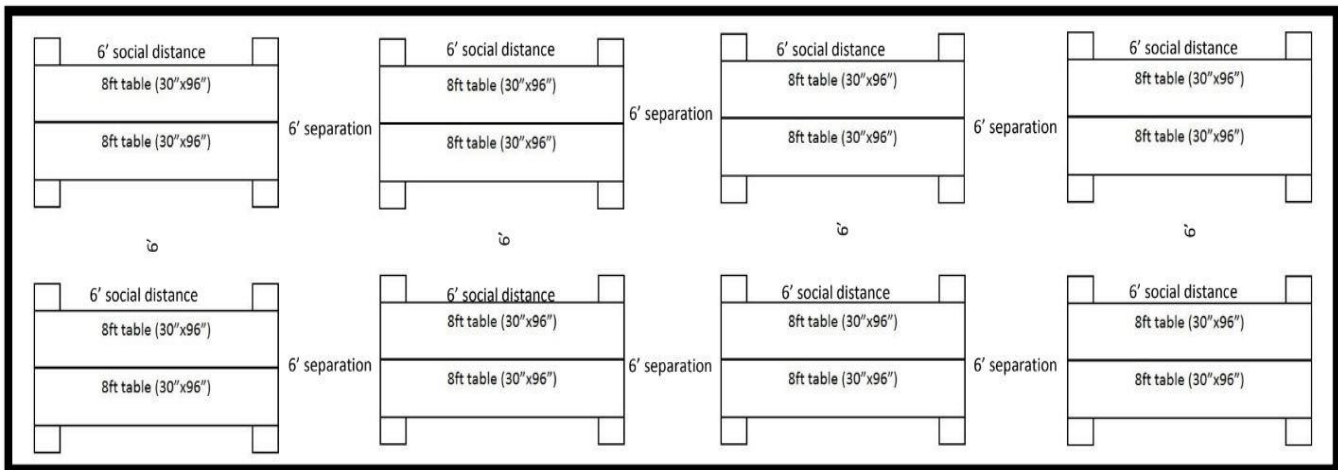 6' social distance
6' social distance
6' social distance
6' social distance
8ft table (30"x96")
8ft table (30"x96")
8ft table (30"x96")
8ft table (30"x96")
6' separation
6' separation
6' separation
8ft table (30"x96")
8ft table (30"x96")
8ft table (30"x96")
8ft table (30"x96")
6'
6'
6'
6'
6' social distance
6' social distance
6' social distance
6' social distance
8ft table (30"x96")
8ft table (30"x96")
8ft table (30"x96")
8ft table (30"x96")
6' separation
6' separation
6' separation
8ft table (30"x96")
8ft table (30"x96")
8ft table (30"x96")
8ft table (30"x96")